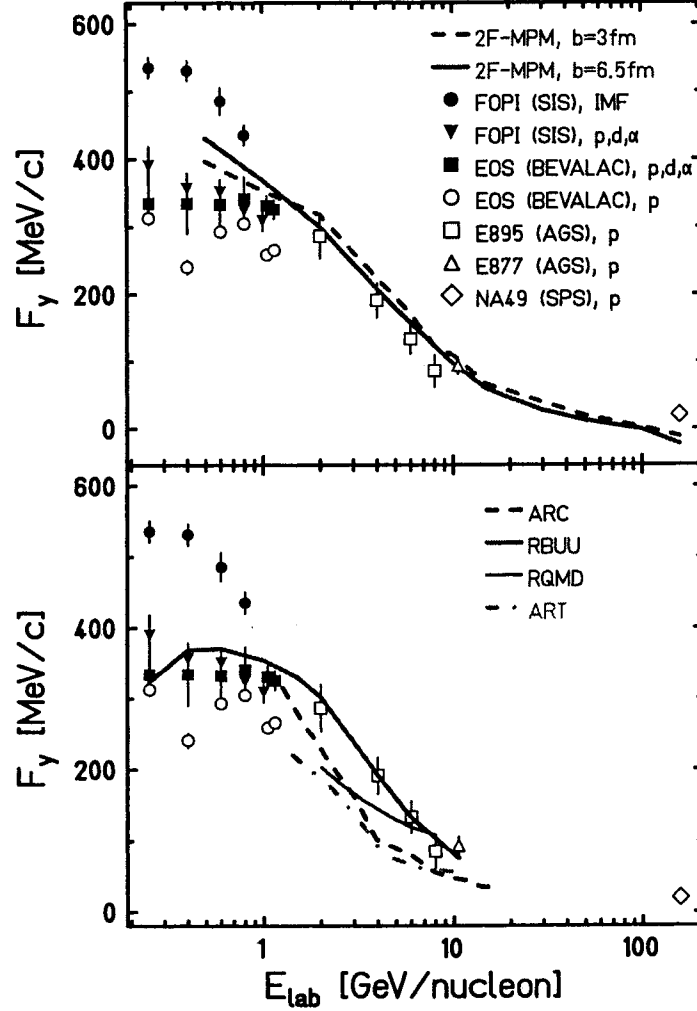 600
400
200
0
F_y [MeV/c]
2F-MPM, b=3fm
2F-MPM, b=6.5fm
FOPI (SIS), IMF
FOPI (SIS), p,d,α
EOS (BEVALAC), p,d,α
EOS (BEVALAC), p
E895 (AGS), p
E877 (AGS), p
NA49 (SPS), p
600
400
200
0
F_y [MeV/c]
ARC
RBUU
RQMD
ART
1
10
100
E_lab [GeV/nucleon]